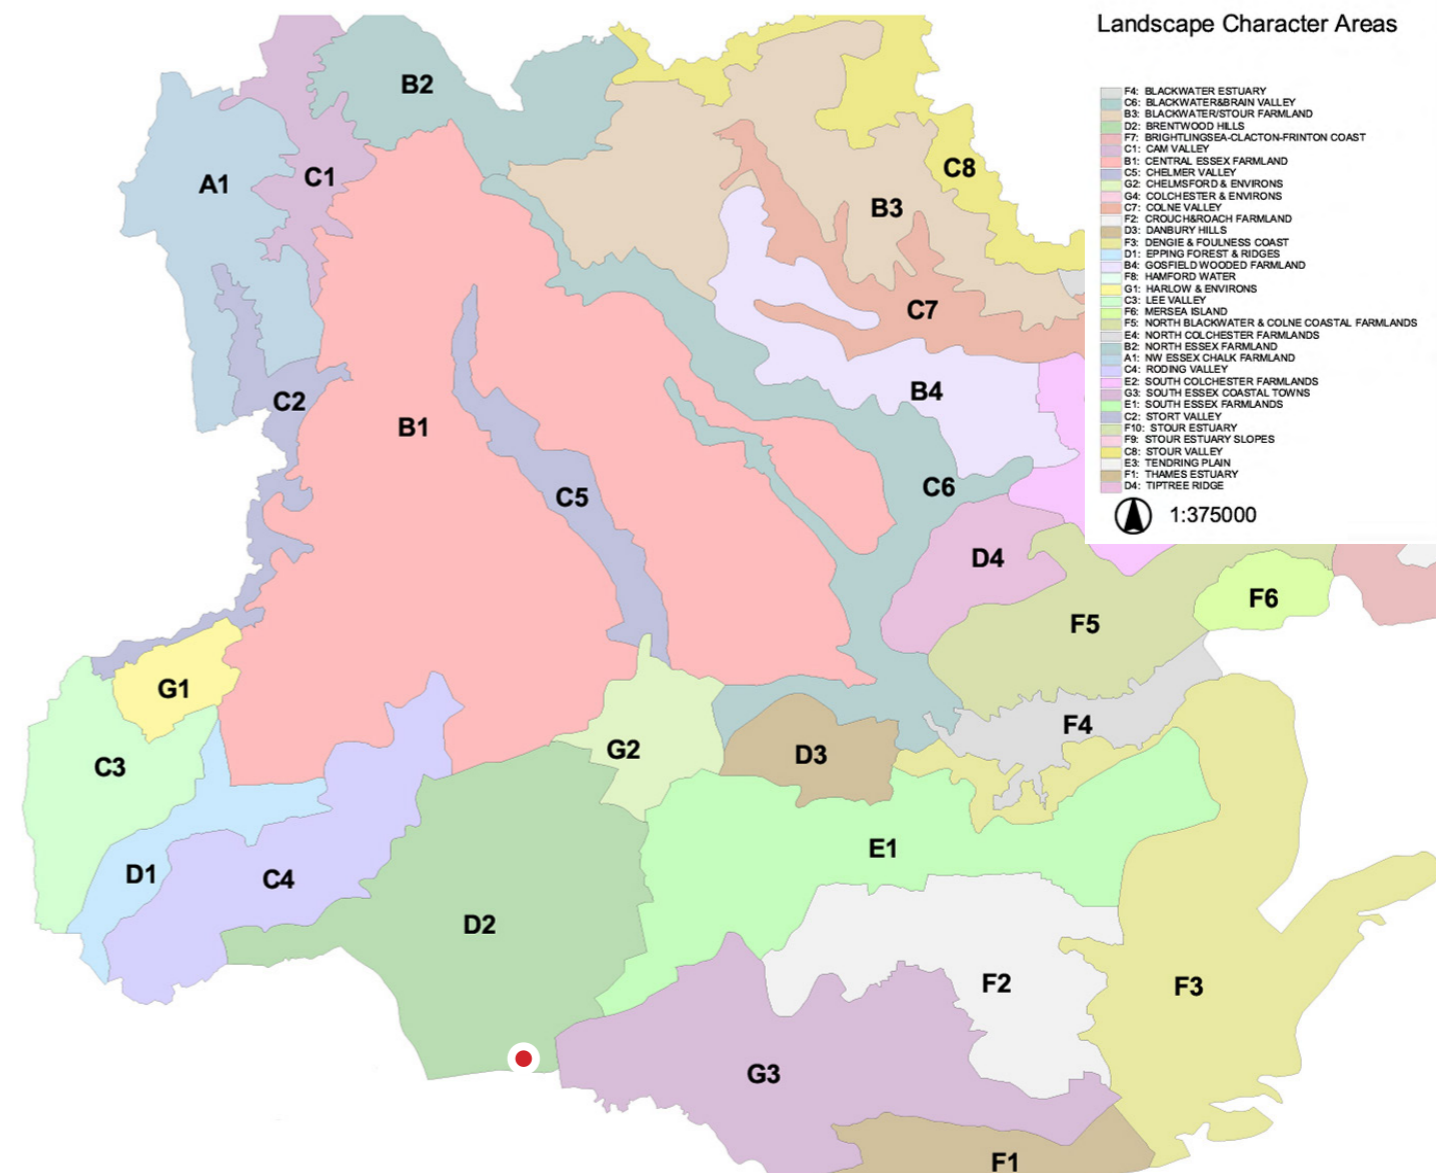 Landscape Character Areas
F4: BLACKWATER ESTUARY
C6: BLACKWATER&BRAIN VALLEY
B3: BLACKWATER/STOUR FARMLAND
D2: BRENTWOOD HILLS
F7: BRIGHTLINGSEA-CLACTON-FRINTON COAST
C1: CAM VALLEY
B1: CENTRAL ESSEX FARMLAND
C5: CHELMER VALLEY
G2: CHELMSFORD & ENVIRONS
G4: COLCHESTER & ENVIRONS
C7: COLNE VALLEY
F2: CROUCH&ROACH FARMLAND
D3: DANBURY HILLS
F3: DENGIE & FOULNESS COAST
D1: EPPING FOREST & RIDGES
B4: GOSFIELD WOODED FARMLAND
F8: HAMFORD WATER
G1: HARLOW & ENVIRONS
C3: LEE VALLEY
F6: MERSEA ISLAND
F5: NORTH BLACKWATER & COLNE COASTAL FARMLANDS
E4: NORTH COLCHESTER FARMLANDS
B2: NORTH ESSEX FARMLAND
A1: NW ESSEX CHALK FARMLAND
C4: RODING VALLEY
E2: SOUTH COLCHESTER FARMLANDS
G3: SOUTH ESSEX COASTAL TOWNS
E1: SOUTH ESSEX FARMLANDS
C2: STORT VALLEY
F10: STOUR ESTUARY
F9: STOUR ESTUARY SLOPES
C8: STOUR VALLEY
E3: TENDRING PLAIN
F1: THAMES ESTUARY
D4: TIPTREE RIDGE
1:375000
B2
C8
C1
A1
B3
C7
B4
C2
B1
C6
C5
D4
F6
F5
G1
F4
G2
D3
C3
E1
D1
C4
D2
F2
F3
G3
F1